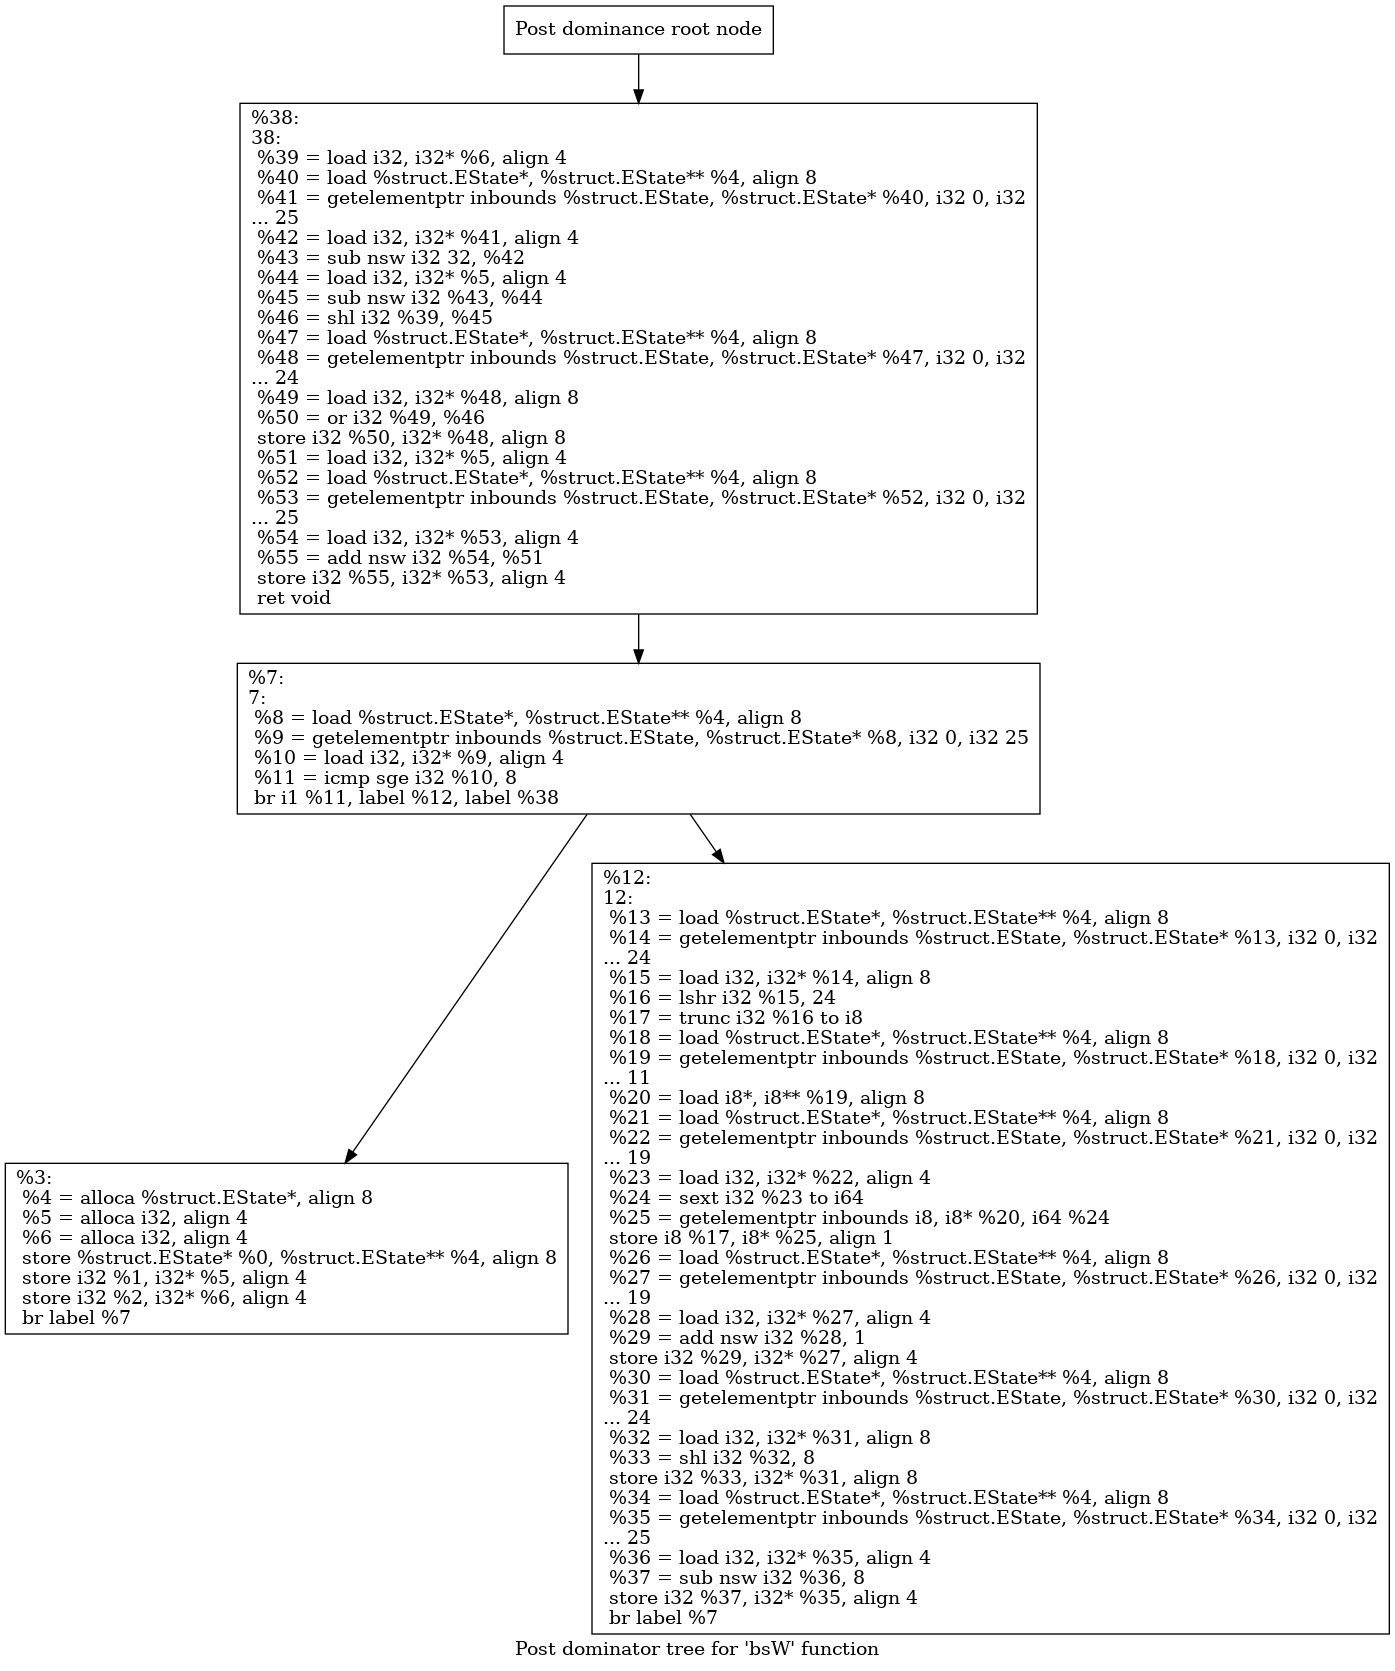 Post dominance root node
%38:
38:
%39 = load i32, i32* %6, align 4
%40 = load %struct.EState*, %struct.EState** %4, align 8
%41 = getelementptr inbounds %struct.EState, %struct.EState* %40, i32 0, i32
... 25
%42 = load i32, i32* %41, align 4
%43 = sub nsw i32 32, %42
%44 = load i32, i32* %5, align 4
%45 = sub nsw i32 %43, %44
%46 = shl i32 %39, %45
%47 = load %struct.EState*, %struct.EState** %4, align 8
%48 = getelementptr inbounds %struct.EState, %struct.EState* %47, i32 0, i32
... 24
%49 = load i32, i32* %48, align 8
%50 = or i32 %49, %46
store i32 %50, i32* %48, align 8
%51 = load i32, i32* %5, align 4
%52 = load %struct.EState*, %struct.EState** %4, align 8
%53 = getelementptr inbounds %struct.EState, %struct.EState* %52, i32 0, i32
... 25
%54 = load i32, i32* %53, align 4
%55 = add nsw i32 %54, %51
store i32 %55, i32* %53, align 4
ret void
%7:
7:
%8 = load %struct.EState*, %struct.EState** %4, align 8
%9 = getelementptr inbounds %struct.EState, %struct.EState* %8, i32 0, i32 25
%10 = load i32, i32* %9, align 4
%11 = icmp sge i32 %10, 8
br i1 %11, label %12, label %38
%3:
%4 = alloca %struct.EState*, align 8
%5 = alloca i32, align 4
%6 = alloca i32, align 4
store %struct.EState* %0, %struct.EState** %4, align 8
store i32 %1, i32* %5, align 4
store i32 %2, i32* %6, align 4
br label %7
%12:
12:
%13 = load %struct.EState*, %struct.EState** %4, align 8
%14 = getelementptr inbounds %struct.EState, %struct.EState* %13, i32 0, i32
... 24
%15 = load i32, i32* %14, align 8
%16 = lshr i32 %15, 24
%17 = trunc i32 %16 to i8
%18 = load %struct.EState*, %struct.EState** %4, align 8
%19 = getelementptr inbounds %struct.EState, %struct.EState* %18, i32 0, i32
... 11
%20 = load i8*, i8** %19, align 8
%21 = load %struct.EState*, %struct.EState** %4, align 8
%22 = getelementptr inbounds %struct.EState, %struct.EState* %21, i32 0, i32
... 19
%23 = load i32, i32* %22, align 4
%24 = sext i32 %23 to i64
%25 = getelementptr inbounds i8, i8* %20, i64 %24
store i8 %17, i8* %25, align 1
%26 = load %struct.EState*, %struct.EState** %4, align 8
%27 = getelementptr inbounds %struct.EState, %struct.EState* %26, i32 0, i32
... 19
%28 = load i32, i32* %27, align 4
%29 = add nsw i32 %28, 1
store i32 %29, i32* %27, align 4
%30 = load %struct.EState*, %struct.EState** %4, align 8
%31 = getelementptr inbounds %struct.EState, %struct.EState* %30, i32 0, i32
... 24
%32 = load i32, i32* %31, align 8
%33 = shl i32 %32, 8
store i32 %33, i32* %31, align 8
%34 = load %struct.EState*, %struct.EState** %4, align 8
%35 = getelementptr inbounds %struct.EState, %struct.EState* %34, i32 0, i32
... 25
%36 = load i32, i32* %35, align 4
%37 = sub nsw i32 %36, 8
store i32 %37, i32* %35, align 4
br label %7
Post dominator tree for 'bsW' function